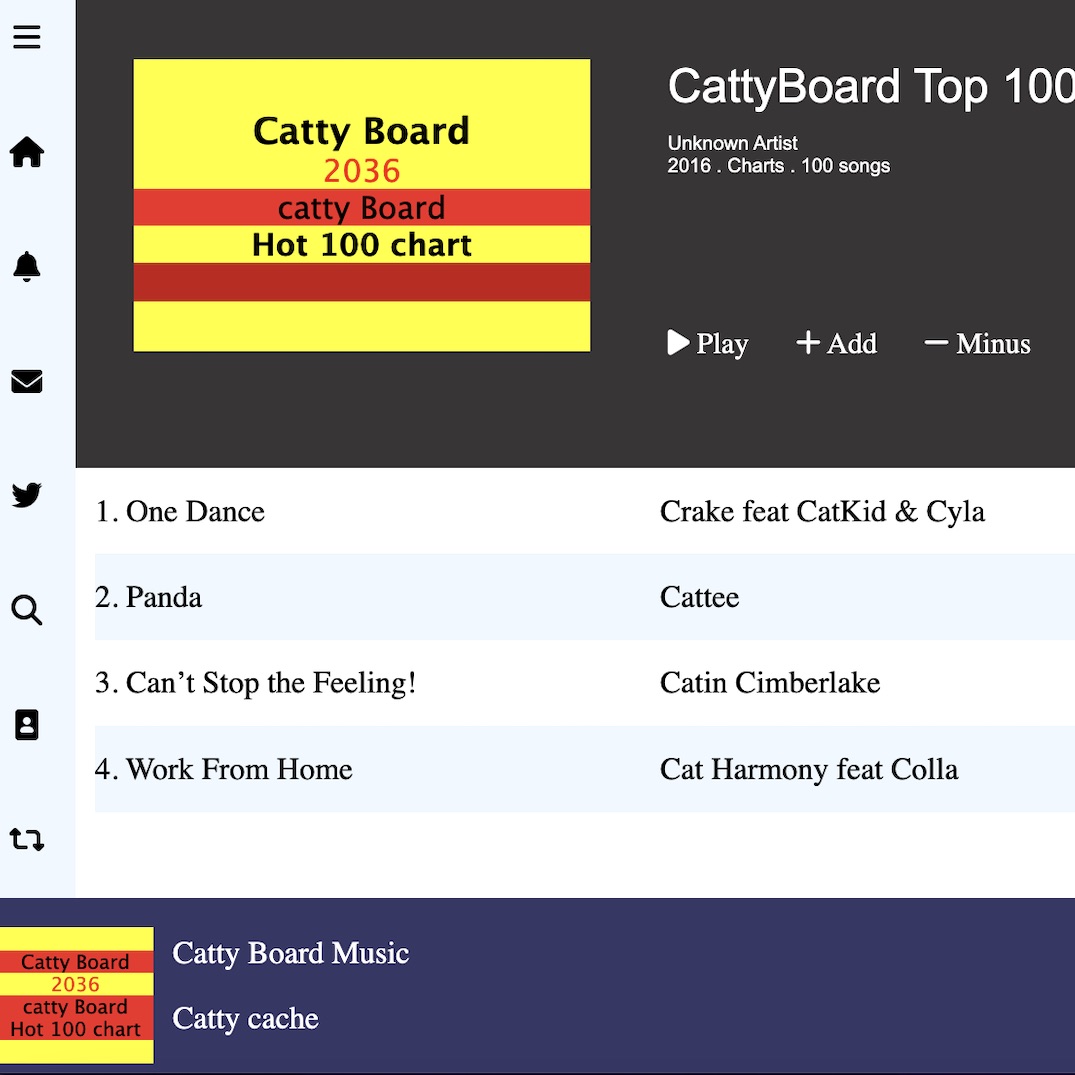 Catty Board
2036
catty Board
Hot 100 chart
CattyBoard Top 100
Unknown Artist
2016 . Charts . 100 songs
Play Add Minus
1. One Dance Crake feat CatKid & Cyla
2. Panda Cattee
3. Can’t Stop the Feeling! Catin Cimberlake
4. Work From Home Cat Harmony feat Colla
Catty Board
2036
catty Board
Hot 100 chart
Catty Board Music
Catty cache